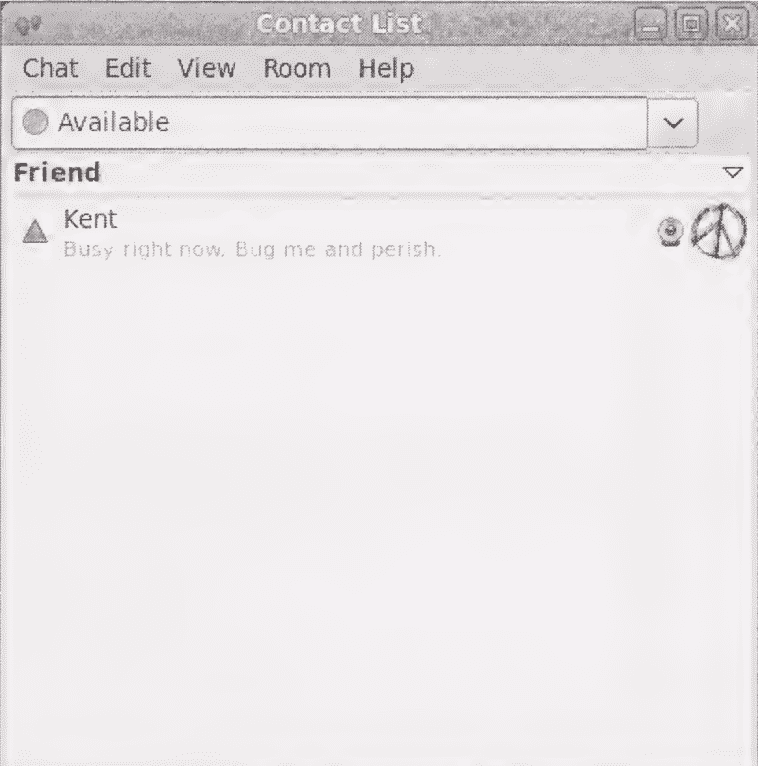 Contact List
Chat Edit View Room Help
Available
Friend
Kent
Busy right now. Bug me and perish.